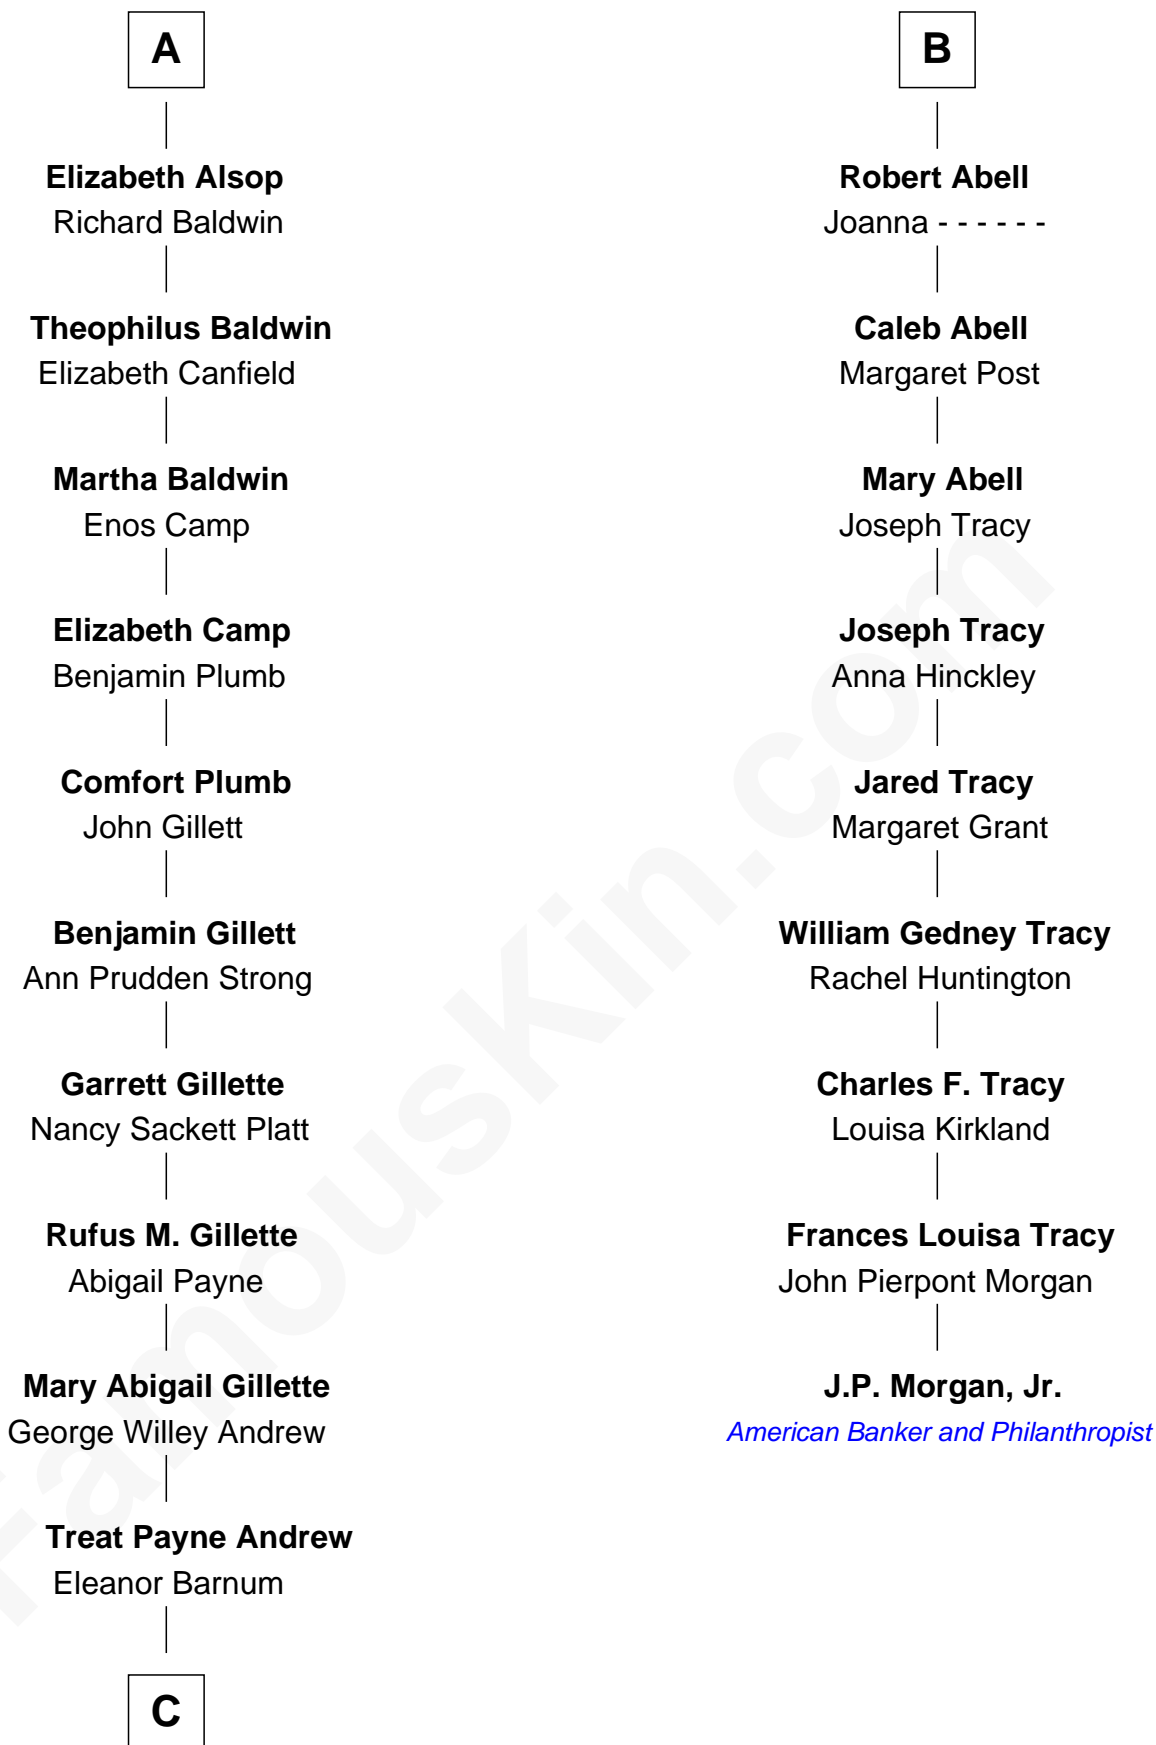 A
Elizabeth Alsop
Richard Baldwin
Theophilus Baldwin
Elizabeth Canfield
Martha Baldwin
Enos Camp
Elizabeth Camp
Benjamin Plumb
Comfort Plumb
John Gillett
Benjamin Gillett
Ann Prudden Strong
Garrett Gillette
Nancy Sackett Platt
Rufus M. Gillette
Abigail Payne
Mary Abigail Gillette
George Willey Andrew
Treat Payne Andrew
Eleanor Barnum
C
B
Robert Abell
Joanna - - - - - -
Caleb Abell
Margaret Post
Mary Abell
Joseph Tracy
Joseph Tracy
Anna Hinckley
Jared Tracy
Margaret Grant
William Gedney Tracy
Rachel Huntington
Charles F. Tracy
Louisa Kirkland
Frances Louisa Tracy
John Pierpont Morgan
J.P. Morgan, Jr.
American Banker and Philanthropist
FamousKin.com